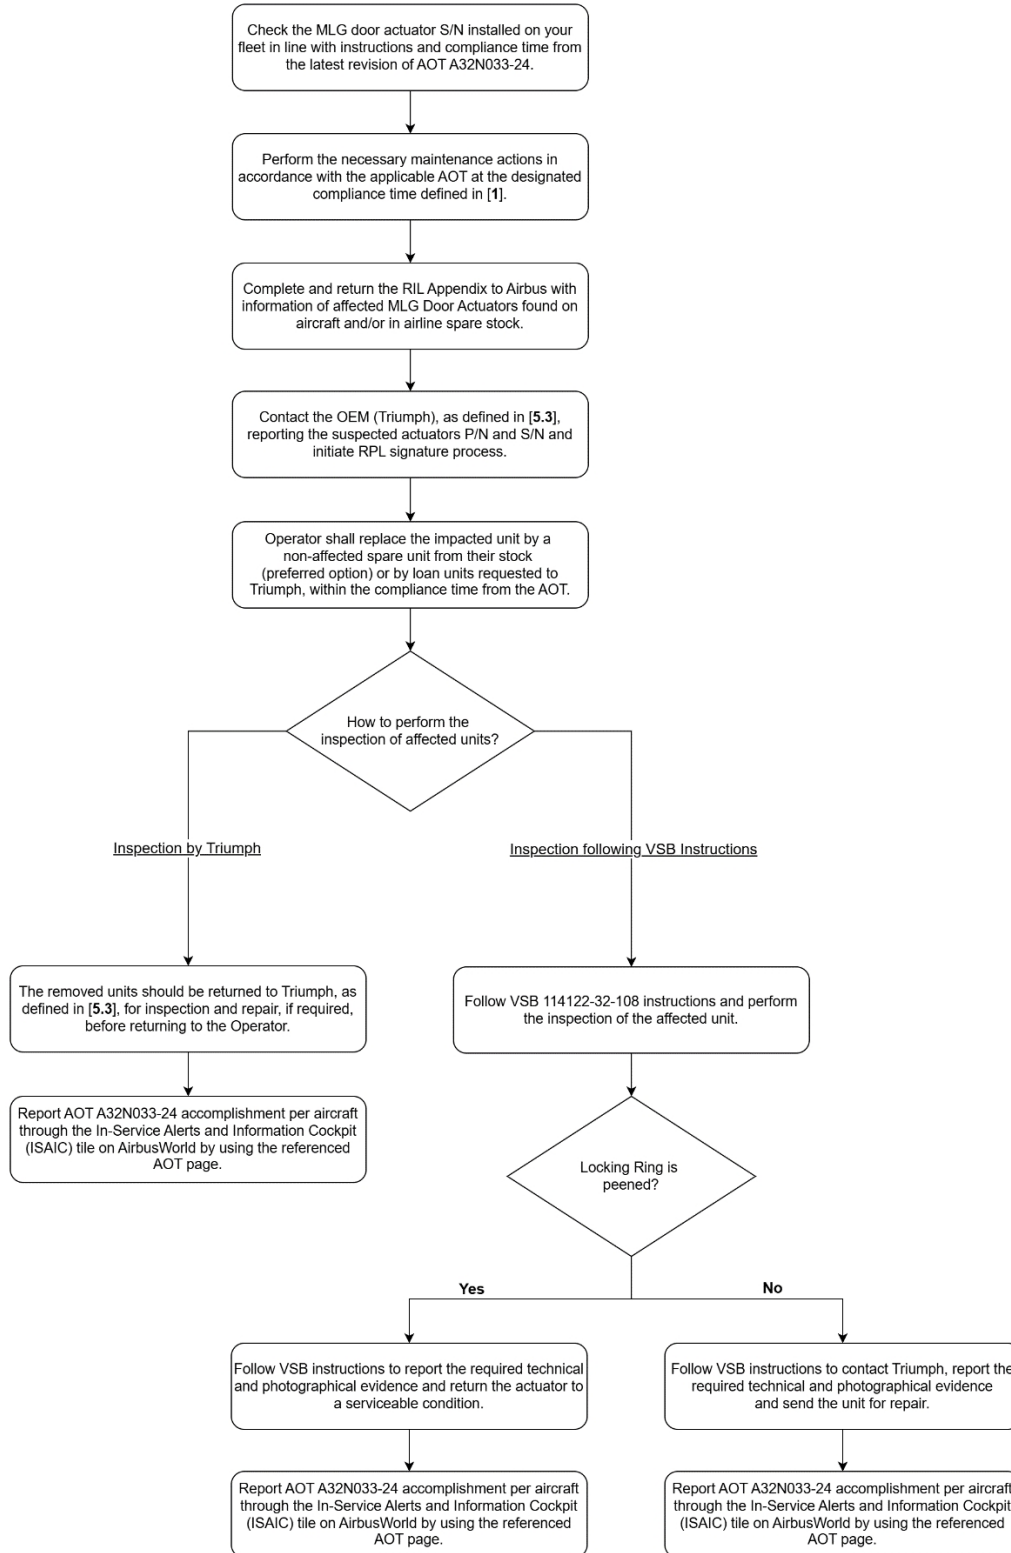 Check the MLG door actuator S/N installed on your
fleet in line with instructions and compliance time from
the latest revision of AOT A32N033-24.
Perform the necessary maintenance actions in
accordance with the applicable AOT at the designated
compliance time defined in [1].
Complete and return the RIL Appendix to Airbus with
information of affected MLG Door Actuators found on
aircraft and/or in airline spare stock.
Contact the OEM (Triumph), as defined in [5.3],
reporting the suspected actuators P/N and S/N and
initiate RPL signature process.
Operator shall replace the impacted unit by a
non-affected spare unit from their stock
(preferred option) or by loan units requested to
Triumph, within the compliance time from the AOT.
How to perform the
inspection of affected units?
Inspection by Triumph
Inspection following VSB Instructions
The removed units should be returned to Triumph, as
defined in [5.3], for inspection and repair, if required,
before returning to the Operator.
Report AOT A32N033-24 accomplishment per aircraft
through the In-Service Alerts and Information Cockpit
(ISAIC) tile on AirbusWorld by using the referenced
AOT page.
Follow VSB 114122-32-108 instructions and perform
the inspection of the affected unit.
Locking Ring is
peened?
Yes
No
Follow VSB instructions to report the required technical
and photographical evidence and return the actuator to
a serviceable condition.
Report AOT A32N033-24 accomplishment per aircraft
through the In-Service Alerts and Information Cockpit
(ISAIC) tile on AirbusWorld by using the referenced
AOT page.
Follow VSB instructions to contact Triumph, report the
required technical and photographical evidence
and send the unit for repair.
Report AOT A32N033-24 accomplishment per aircraft
through the In-Service Alerts and Information Cockpit
(ISAIC) tile on AirbusWorld by using the referenced
AOT page.